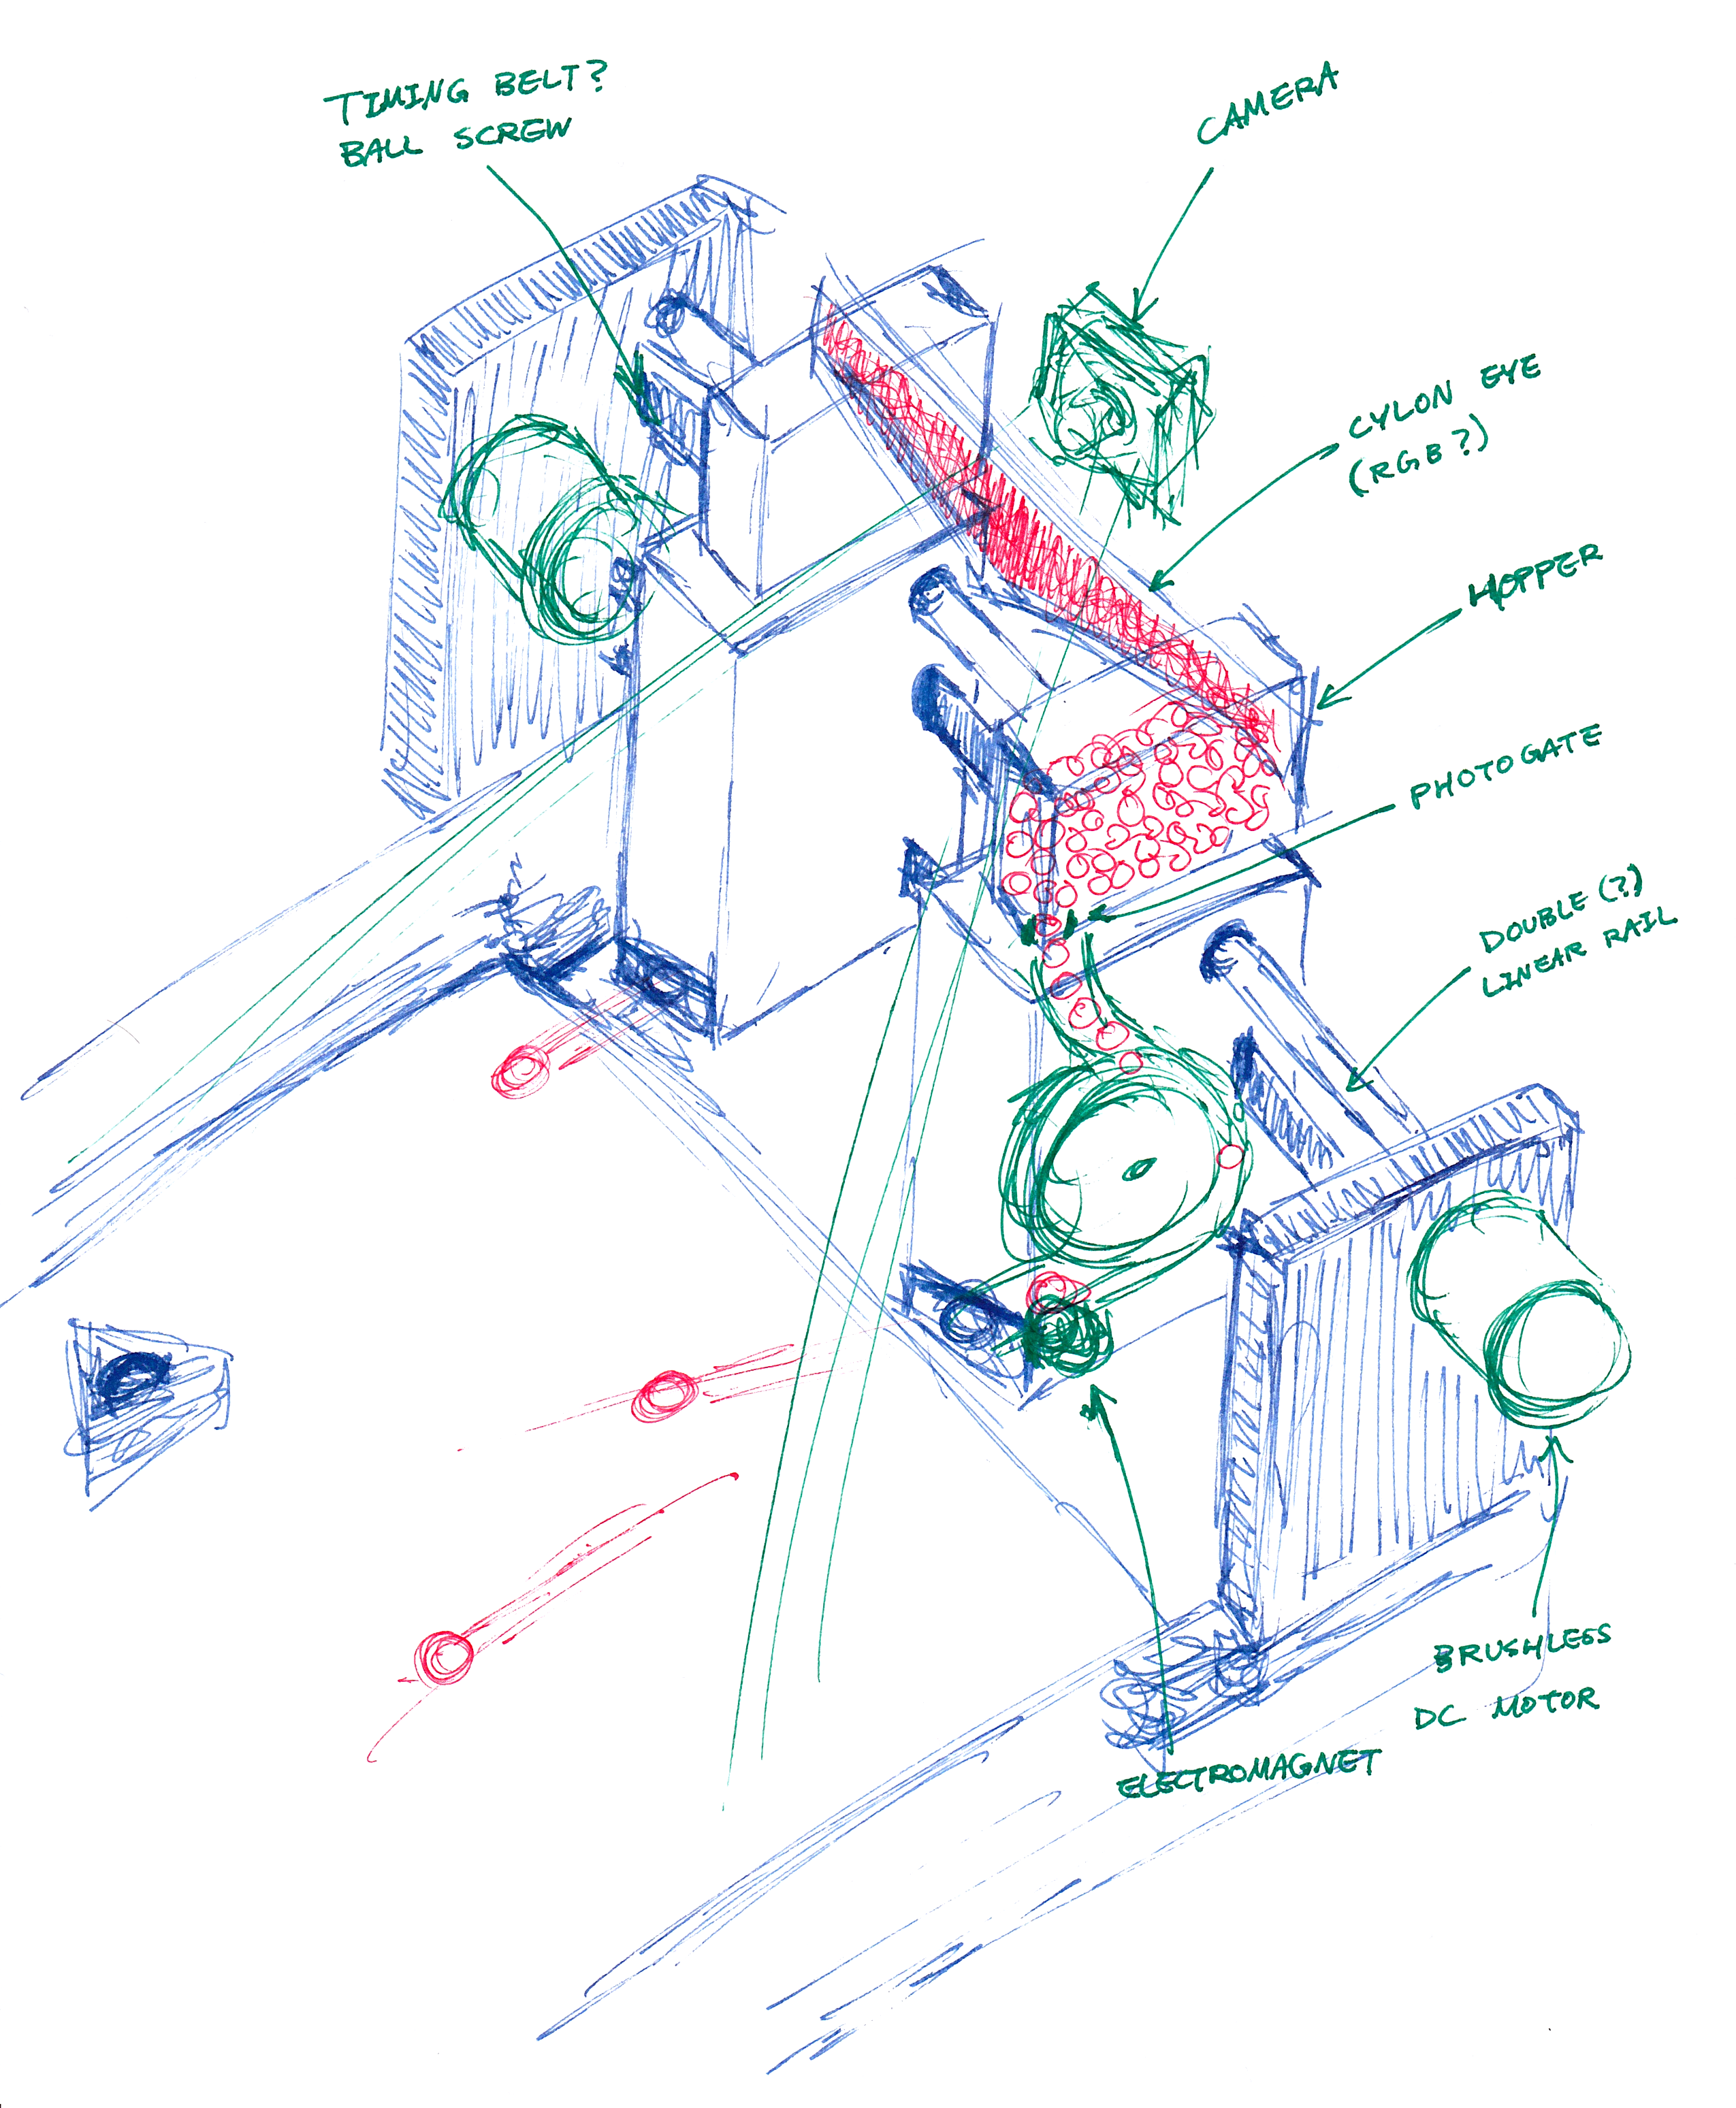 TIMING BELT?
BALL SCREW
CAMERA
CYLON EYE
(RGB?)
HOPPER
PHOTOGATE
DOUBLE(?)
LINEAR RAIL
BRUSHLESS
DC MOTOR
ELECTROMAGNET